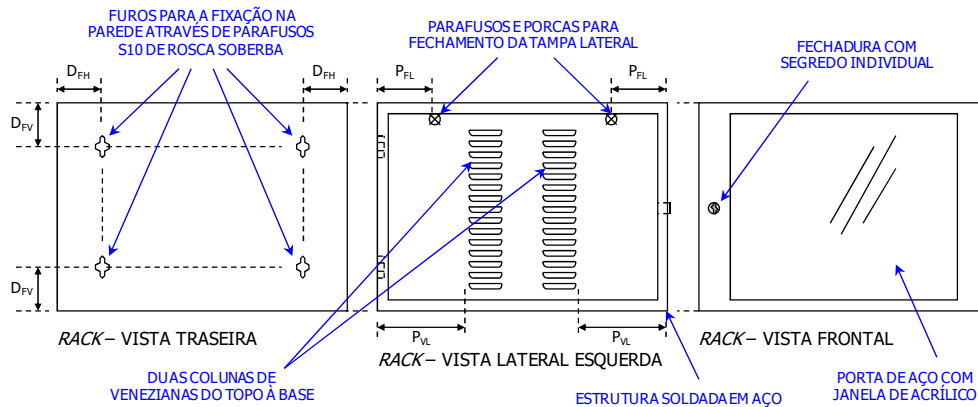 FUROS PARA A FIXAÇÃO NA
PAREDE ATRAVÉS DE PARAFUSOS
S10 DE ROSCA SOBERBA
PARAFUSOS E PORCAS PARA
FECHAMENTO DA TAMPA LATERAL
FECHADURA COM
SEGREDO INDIVIDUAL
DFH
DFH
PFL
PFL
DFV
DFV
PVL
PVL
RACK – VISTA TRASEIRA
RACK – VISTA LATERAL ESQUERDA
RACK – VISTA FRONTAL
DUAS COLUNAS DE
VENEZIANAS DO TOPO À BASE
ESTRUTURA SOLDADA EM AÇO
PORTA DE AÇO COM
JANELA DE ACRÍLICO